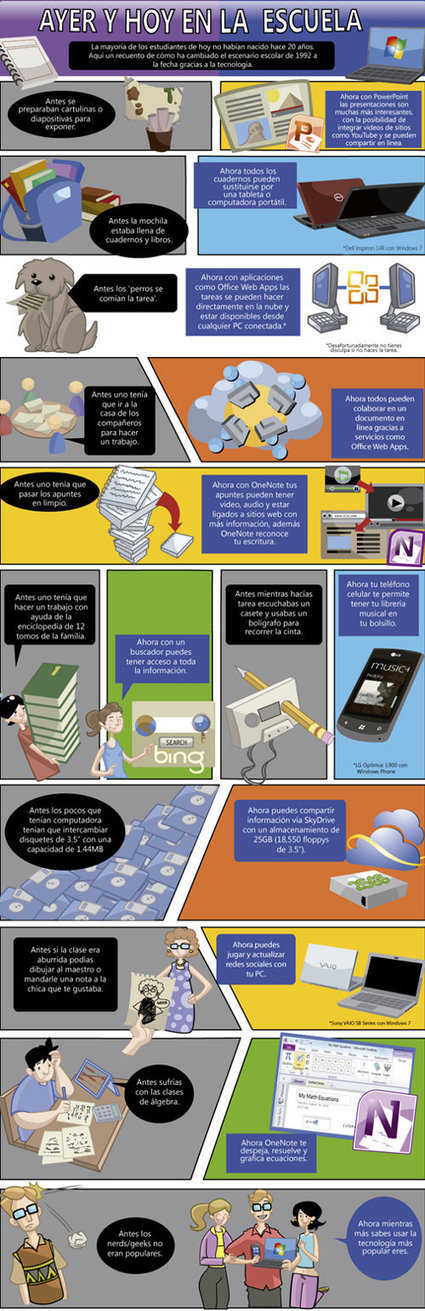 AYER Y HOY EN LA ESCUELA
La mayoría de los estudiantes de hoy no habían nacido hace 20 años.
Aquí un recuento de cómo ha cambiado el escenario escolar de 1992 a
la fecha gracias a la tecnología.
Antes se
preparaban cartulinas o
diapositivas para
exponer.
Ahora con PowerPoint
las presentaciones son
muchas más interesantes,
con la posibilidad de
integrar videos de sitios
como YouTube y se pueden
compartir en línea.
Antes la mochila
estaba llena de
cuadernos y libros.
Ahora todos los
cuadernos pueden
sustituirse por
una tableta o
computadora portátil.
*Dell Inspiron 14R con Windows 7
Antes los 'perros se
comían la tarea'.
Ahora con aplicaciones
como Office Web Apps las
tareas se pueden hacer
directamente en la nube y
estar disponibles desde
cualquier PC conectada.*
*Desafortunadamente no tienes
disculpa si no haces la tarea.
Antes uno tenía
que ir a la
casa de los
compañeros
para hacer
un trabajo.
Ahora todos pueden
colaborar en un
documento en
línea gracias a
servicios como
Office Web Apps.
Antes uno tenía que
pasar los apuntes
en limpio.
Ahora con OneNote tus
apuntes pueden tener
video, audio y estar
ligados a sitios web con
más información, además
OneNote reconoce
tu escritura.
Antes uno tenía que
hacer un trabajo con
ayuda de la
enciclopedia de 12
tomos de la familia.
Ahora con un
buscador puedes
tener acceso a toda
la información.
SEARCH
bing
Antes mientras hacías
tarea escuchabas un
casete y usabas un
bolígrafo para
recorrer la cinta.
Ahora tu teléfono
celular te permite
tener tu librería
musical en
tu bolsillo.
LG
MUSIC
*LG Optimus L900 con
Windows Phone
Antes los pocos que
tenían computadora
tenían que intercambiar
disquetes de 3.5" con una
capacidad de 1.44MB
Ahora puedes compartir
información vía SkyDrive
con un almacenamiento de
25GB (18,550 floppys
de 3.5").
25GB
Antes si la clase era
aburrida podías
dibujar al maestro o
mandarle una nota a la
chica que te gustaba.
Ahora puedes
jugar y actualizar
redes sociales con
tu PC.
VAIO
*Sony VAIO SB Series con Windows 7
Antes sufrías
con las clases
de álgebra.
My Math Equations
Ahora OneNote te
despeja, resuelve y
grafica ecuaciones.
Antes los
nerds/geeks no
eran populares.
Ahora mientras
más sabes usar la
tecnología más
popular eres.